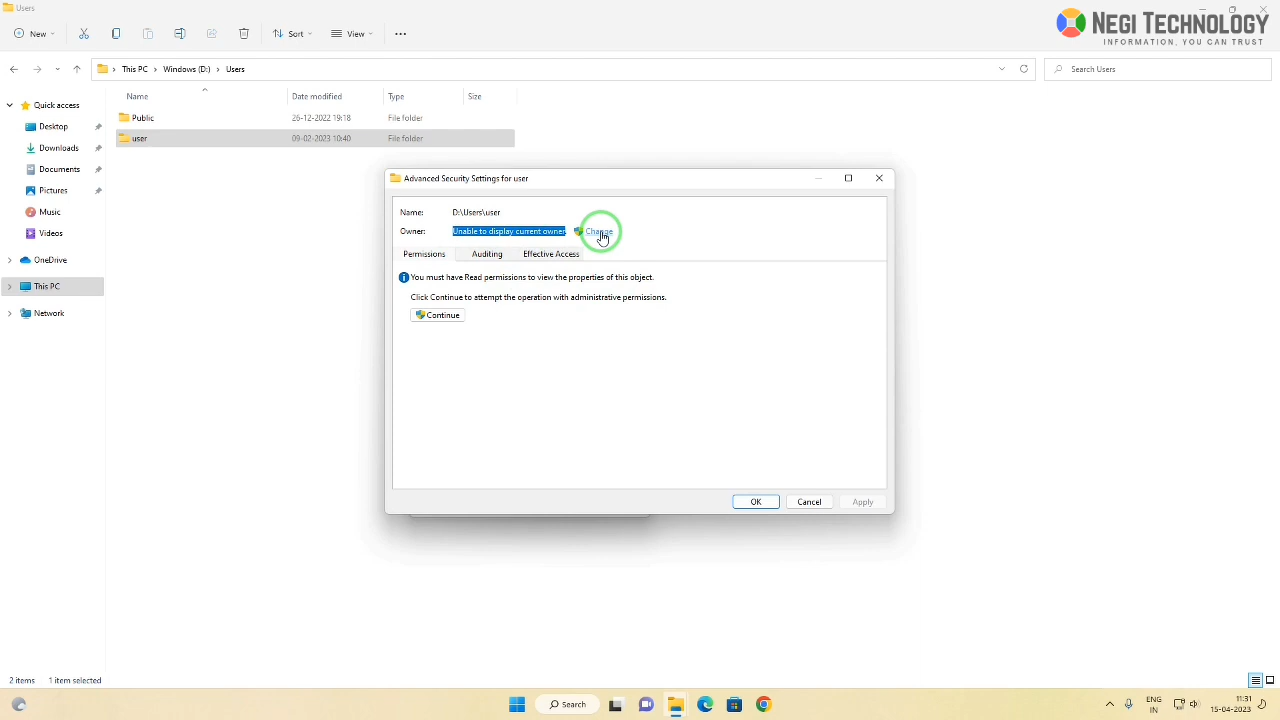 Users
NEGI TECHNOLOGY
INFORMATION, YOU CAN TRUST
New
Sort
View
This PC
Windows (D:)
Users
Search Users
Name
Date modified
Type
Size
Quick access
Desktop
Downloads
Documents
Pictures
Music
Videos
OneDrive
This PC
Network
Public
26-12-2022 19:18
File folder
user
09-02-2023 10:40
File folder
Advanced Security Settings for user
Name:
D:\Users\user
Owner:
Unable to display current owner.
Change
Permissions
Auditing
Effective Access
You must have Read permissions to view the properties of this object.
Click Continue to attempt the operation with administrative permissions.
Continue
OK
Cancel
Apply
2 items
1 item selected
Search
ENG
IN
11:31
15-04-2023